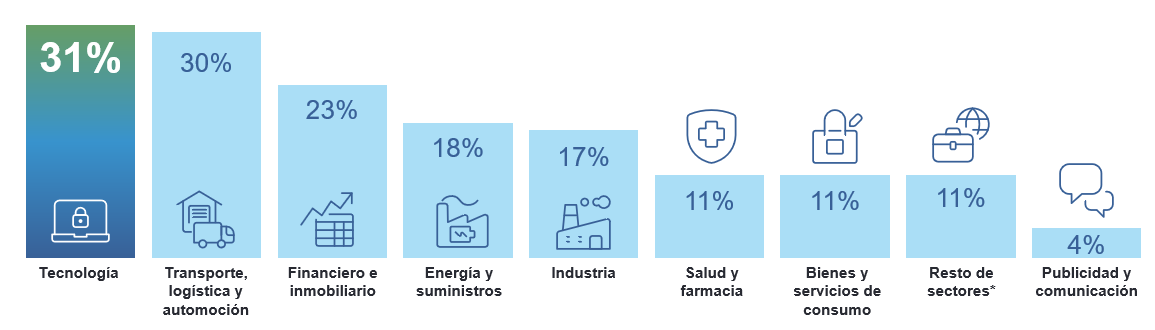 31%
30%
23%
18%
17%
11%
11%
11%
4%
Tecnología
Transporte,
logística y
automoción
Financiero e
inmobiliario
Energía y
suministros
Industria
Salud y
farmacia
Bienes y
servicios de
consumo
Resto de
sectores*
Publicidad y
comunicación